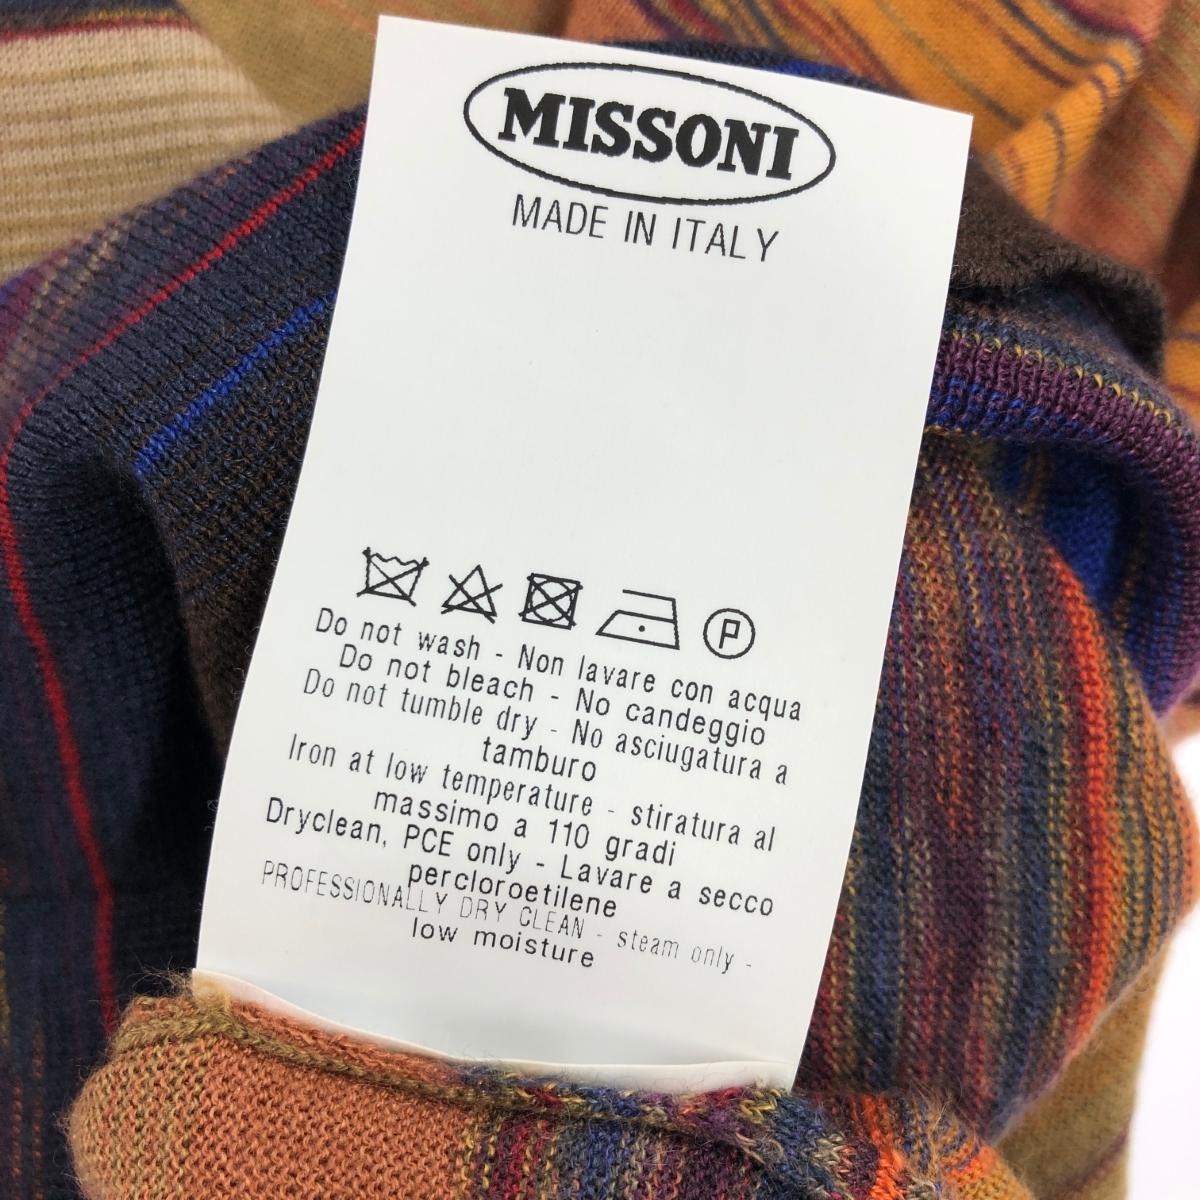 MISSONI
MADE IN ITALY
P
Do not wash - Non lavare con acqua
Do not bleach - No candeggio
Do not tumble dry - No asciugatura a
tamburo
Iron at low temperature - stiratura al
massimo a 110 gradi
Dryclean, PCE only - Lavare a secco
percloroetilene
PROFESSIONALLY DRY CLEAN - steam only -
low moisture